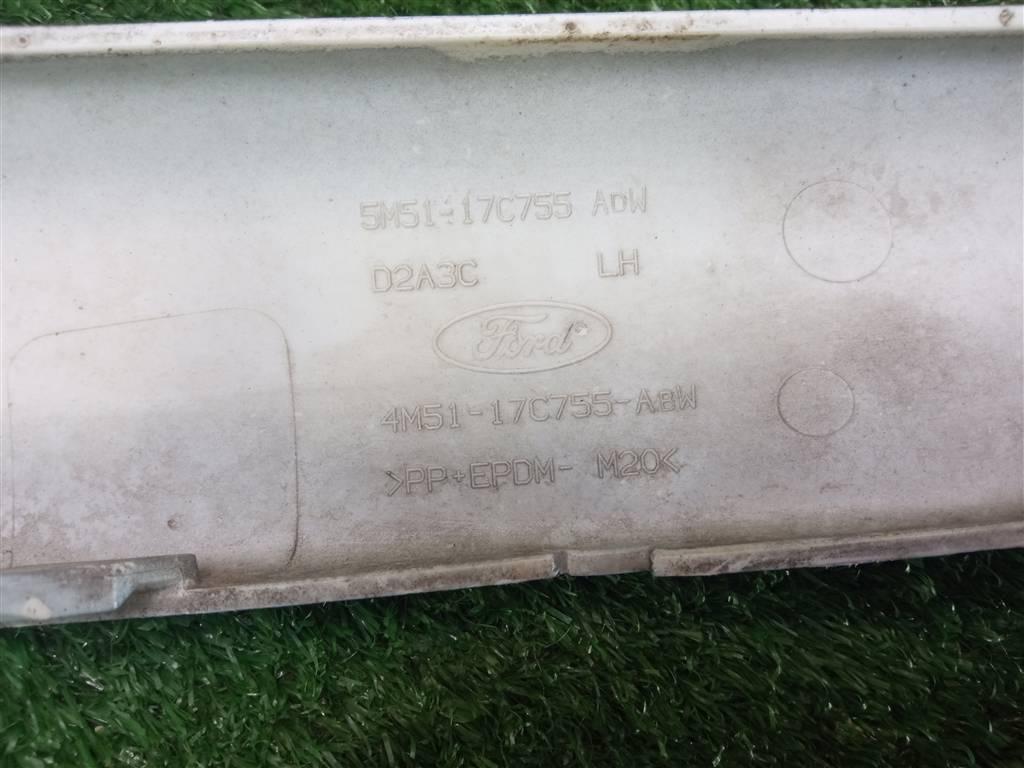 5M51-17C755 ADW
D2A3C LH
Ford
4M51-17C755-ABW
>PP+EPDM- M20<